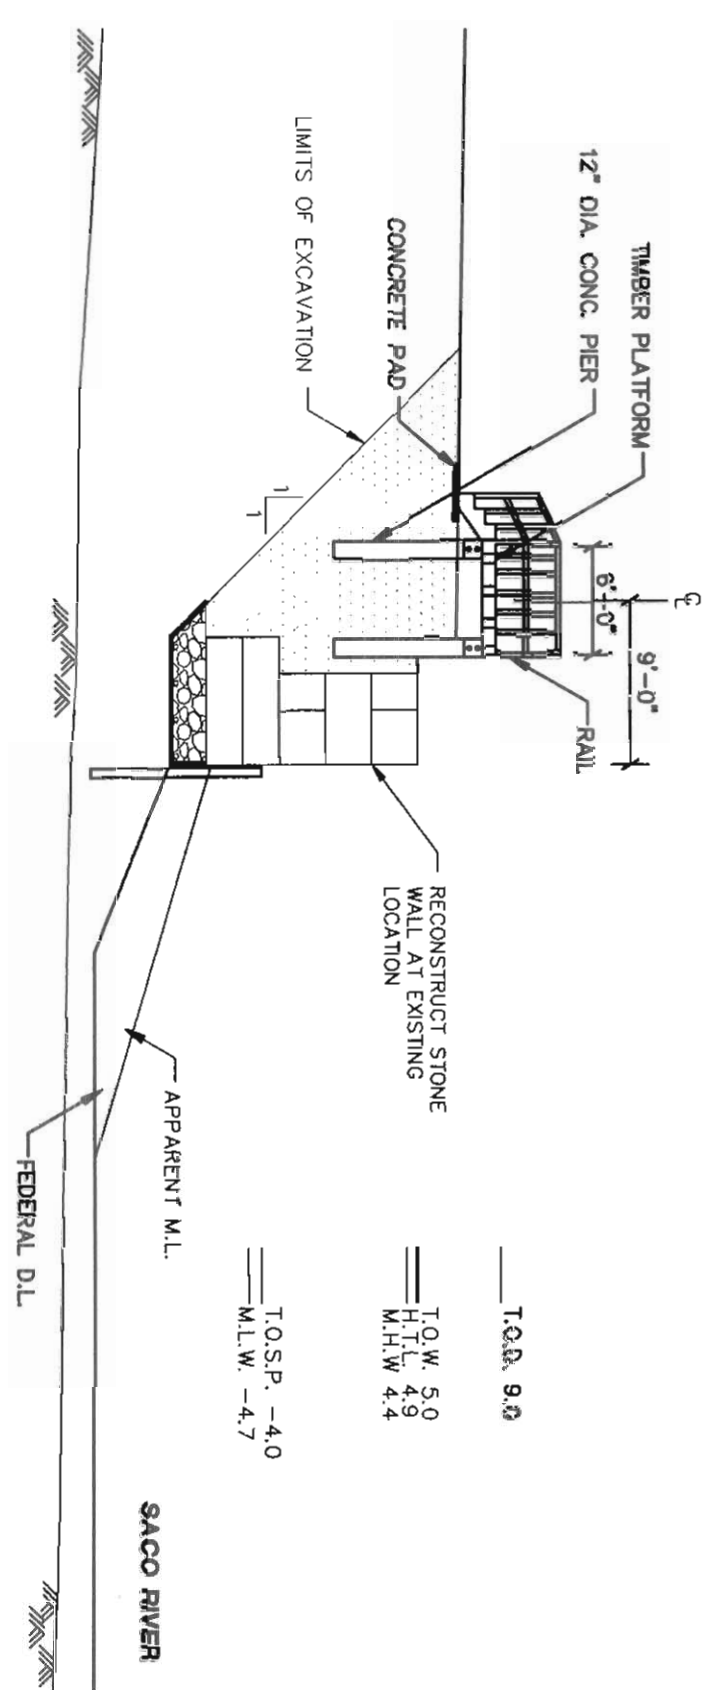 TIMBER PLATFORM
12" DIA. CONC. PIER
CONCRETE PAD
LIMITS OF EXCAVATION
1
1
6'-0"
CL
9'-0"
RAIL
RECONSTRUCT STONE
WALL AT EXISTING
LOCATION
APPARENT M.L.
FEDERAL D.L.
T.O.D. 9.0
T.O.W. 5.0
H.T.L. 4.9
M.H.W 4.4
T.O.S.P. -4.0
M.L.W. -4.7
SACO RIVER